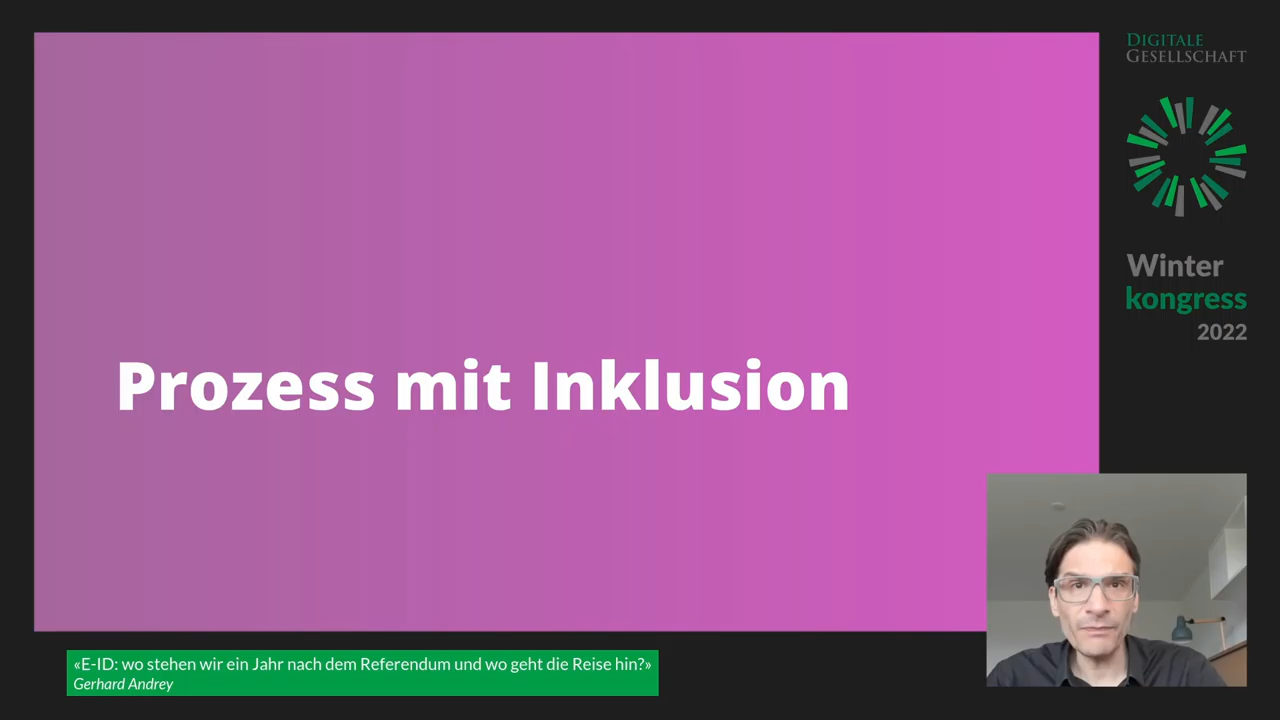 Prozess mit Inklusion
DIGITALE
GESELLSCHAFT
Winter
kongress
2022
«E-ID: wo stehen wir ein Jahr nach dem Referendum und wo geht die Reise hin?»
Gerhard Andrey